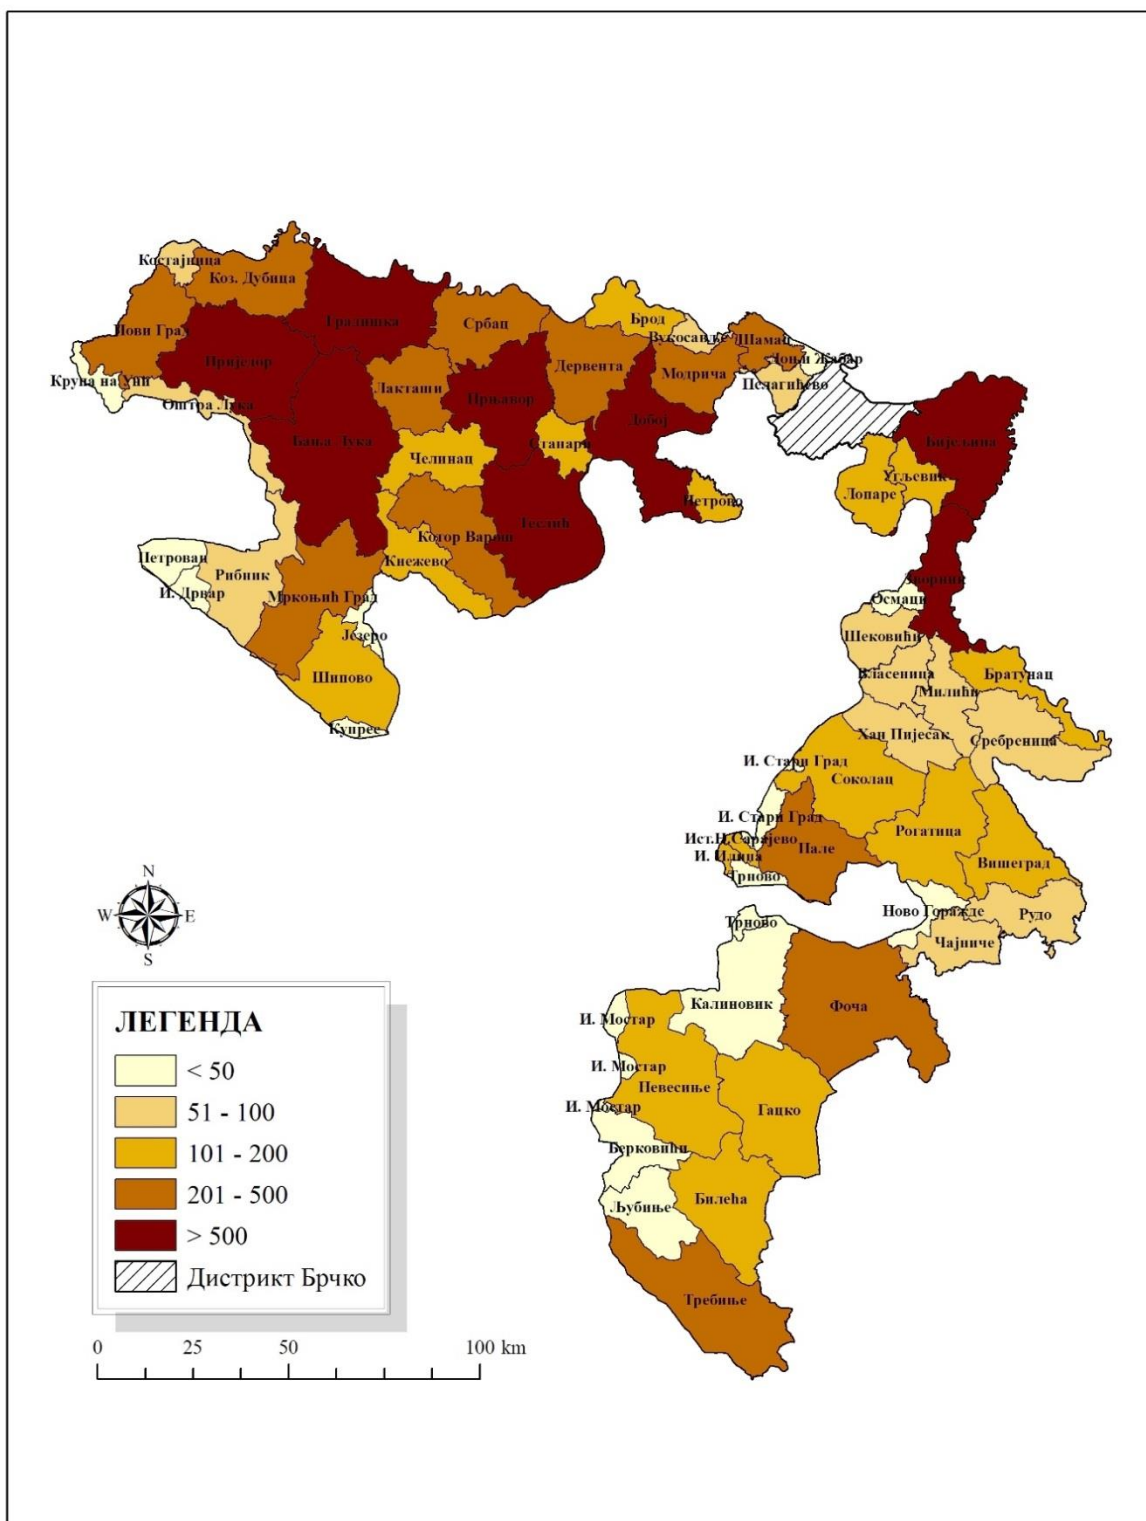 Костајница
Коз. Дубица
Нови Град
Градишка
Србац
Брод
Вукосавље
Шамац
Доњи Жабар
Приједор
Лакташи
Прњавор
Дервента
Модрича
Пелагићево
Крупа на Уни
Оштра Лука
Бања Лука
Челинац
Станари
Добој
Бијељина
Угљевик
Лопаре
Петрово
Теслић
Котор Варош
Кнежево
Петровац
Рибник
И. Дрвар
Мркоњић Град
Језеро
Шипово
Купрес
Зворник
Осмаци
Шековићи
Власеница
Милићи
Братунац
Хан Пијесак
Сребреница
И. Стари Град
Соколац
И. Стари Град
Ист.Н.Сарајево
И. Илиџа
Трново
Пале
Рогатица
Вишеград
Ново Горажде
Рудо
Чајниче
Трново
Калиновик
Фоча
И. Мостар
И. Мостар
Певесиње
И. Мостар
Гацко
Берковићи
Љубиње
Билећа
Требиње
N
W E
S
ЛЕГЕНДА
< 50
51 - 100
101 - 200
201 - 500
> 500
Дистрикт Брчко
0 25 50 100 km